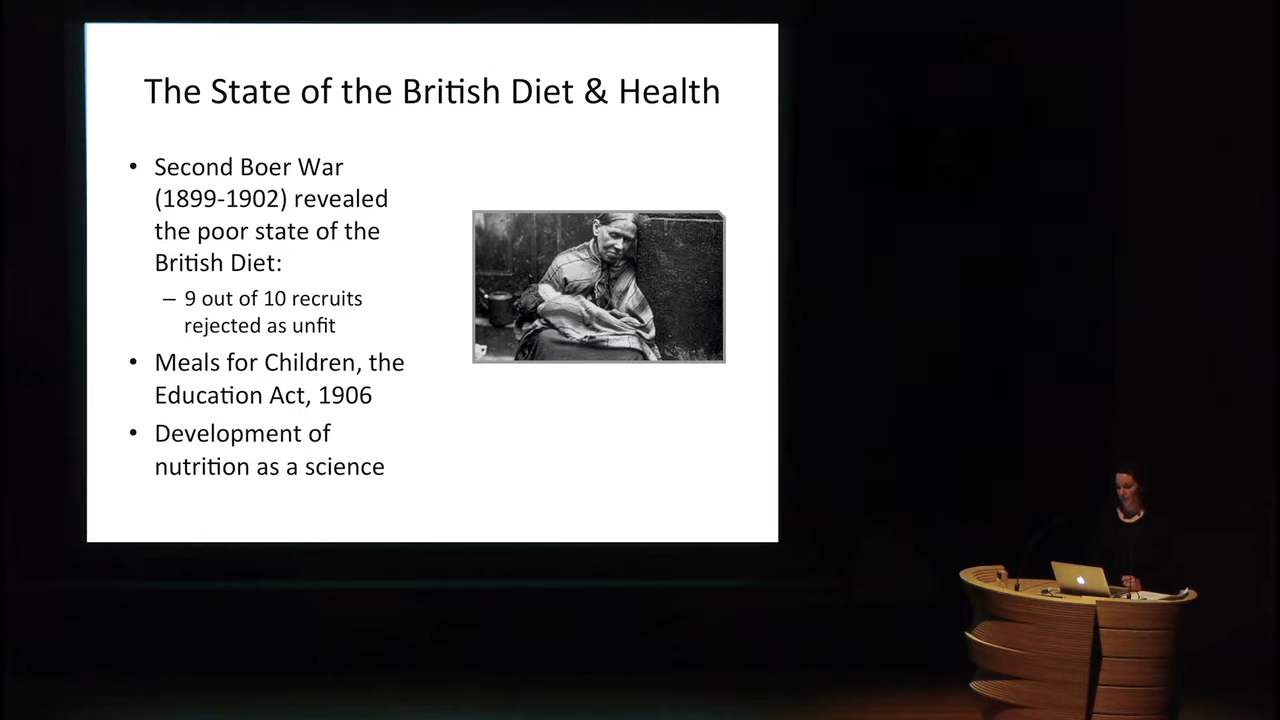 The State of the British Diet & Health
• Second Boer War
(1899-1902) revealed
the poor state of the
British Diet:
– 9 out of 10 recruits
rejected as unfit
• Meals for Children, the
Education Act, 1906
• Development of
nutrition as a science